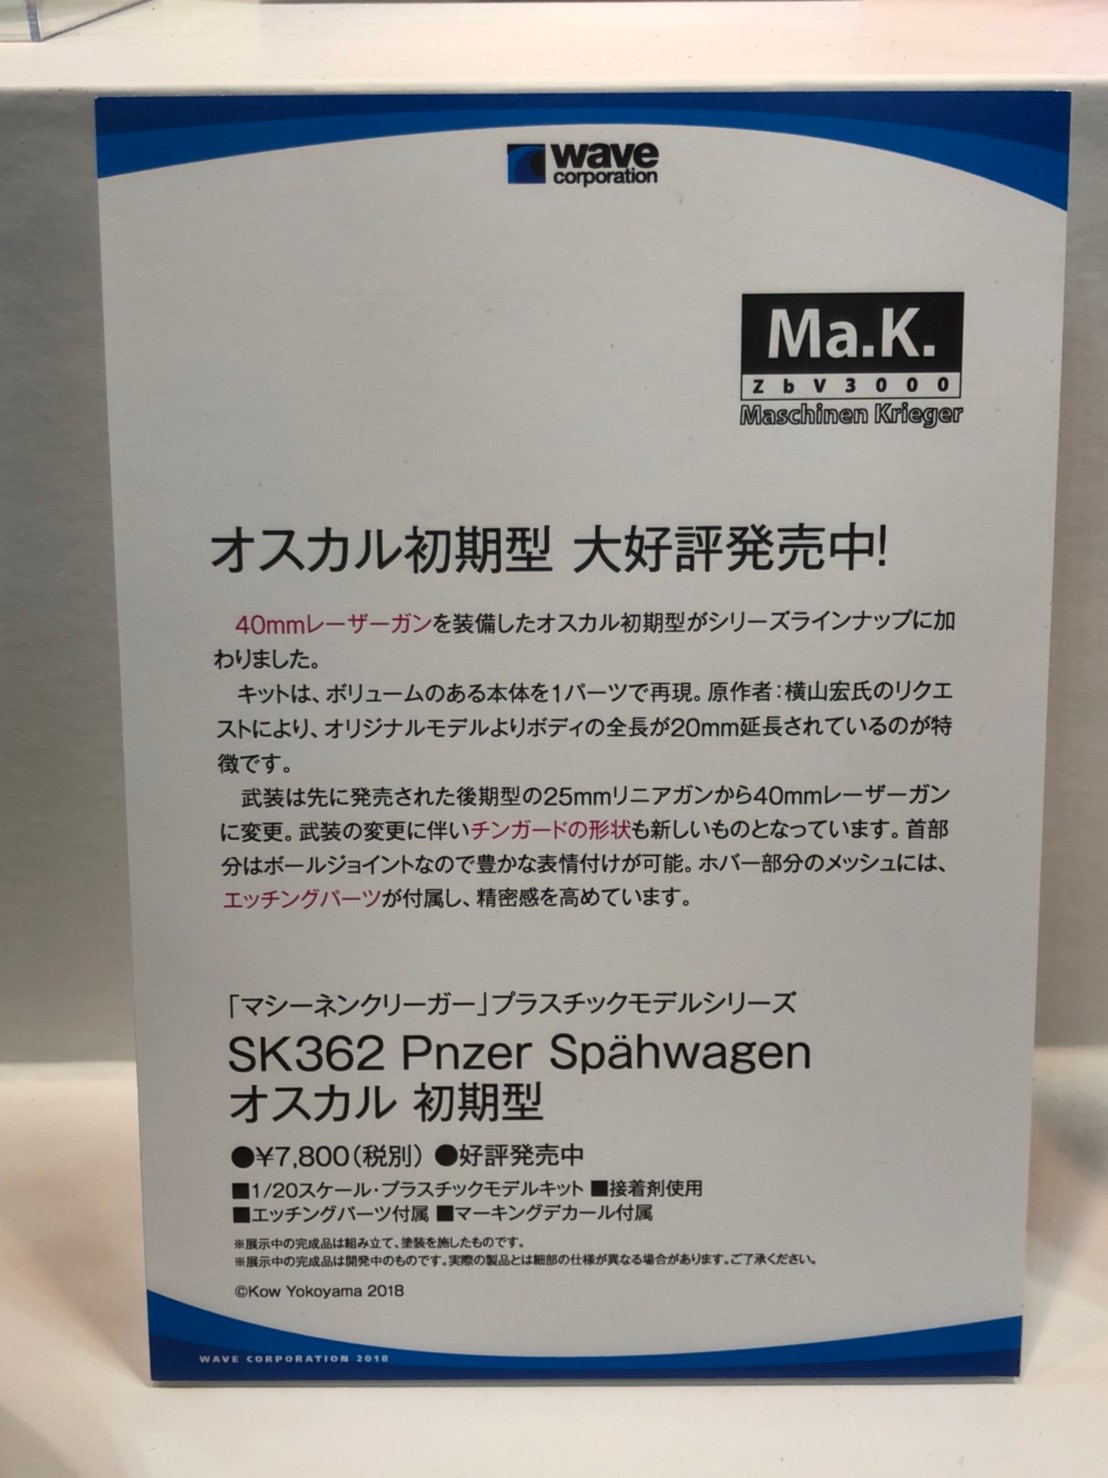 wave
corporation
Ma.K.
ZbV3000
Maschinen Krieger
オスカル初期型 大好評発売中!
40mmレーザーガンを装備したオスカル初期型がシリーズラインナップに加
わりました。
キットは、ボリュームのある本体を1パーツで再現。原作者：横山宏氏のリクエ
ストにより、オリジナルモデルよりボディの全長が20mm延長されているのが特
徴です。
武装は先に発売された後期型の25mmリニアガンから40mmレーザーガン
に変更。武装の変更に伴いチンガードの形状も新しいものとなっています。首部
分はボールジョイントなので豊かな表情付けが可能。ホバー部分のメッシュには、
エッチングパーツが付属し、精密感を高めています。
「マシーネンクリーガー」プラスチックモデルシリーズ
SK362 Pnzer Spähwagen
オスカル 初期型
●¥7,800（税別） ●好評発売中
■1/20スケール・プラスチックモデルキット ■接着剤使用
■エッチングパーツ付属 ■マーキングデカール付属
※展示中の完成品は組み立て、塗装を施したものです。
※展示中の完成品は開発中のものです。実際の製品とは細部の仕様が異なる場合があります。ご了承ください。
©Kow Yokoyama 2018
WAVE CORPORATION 2018